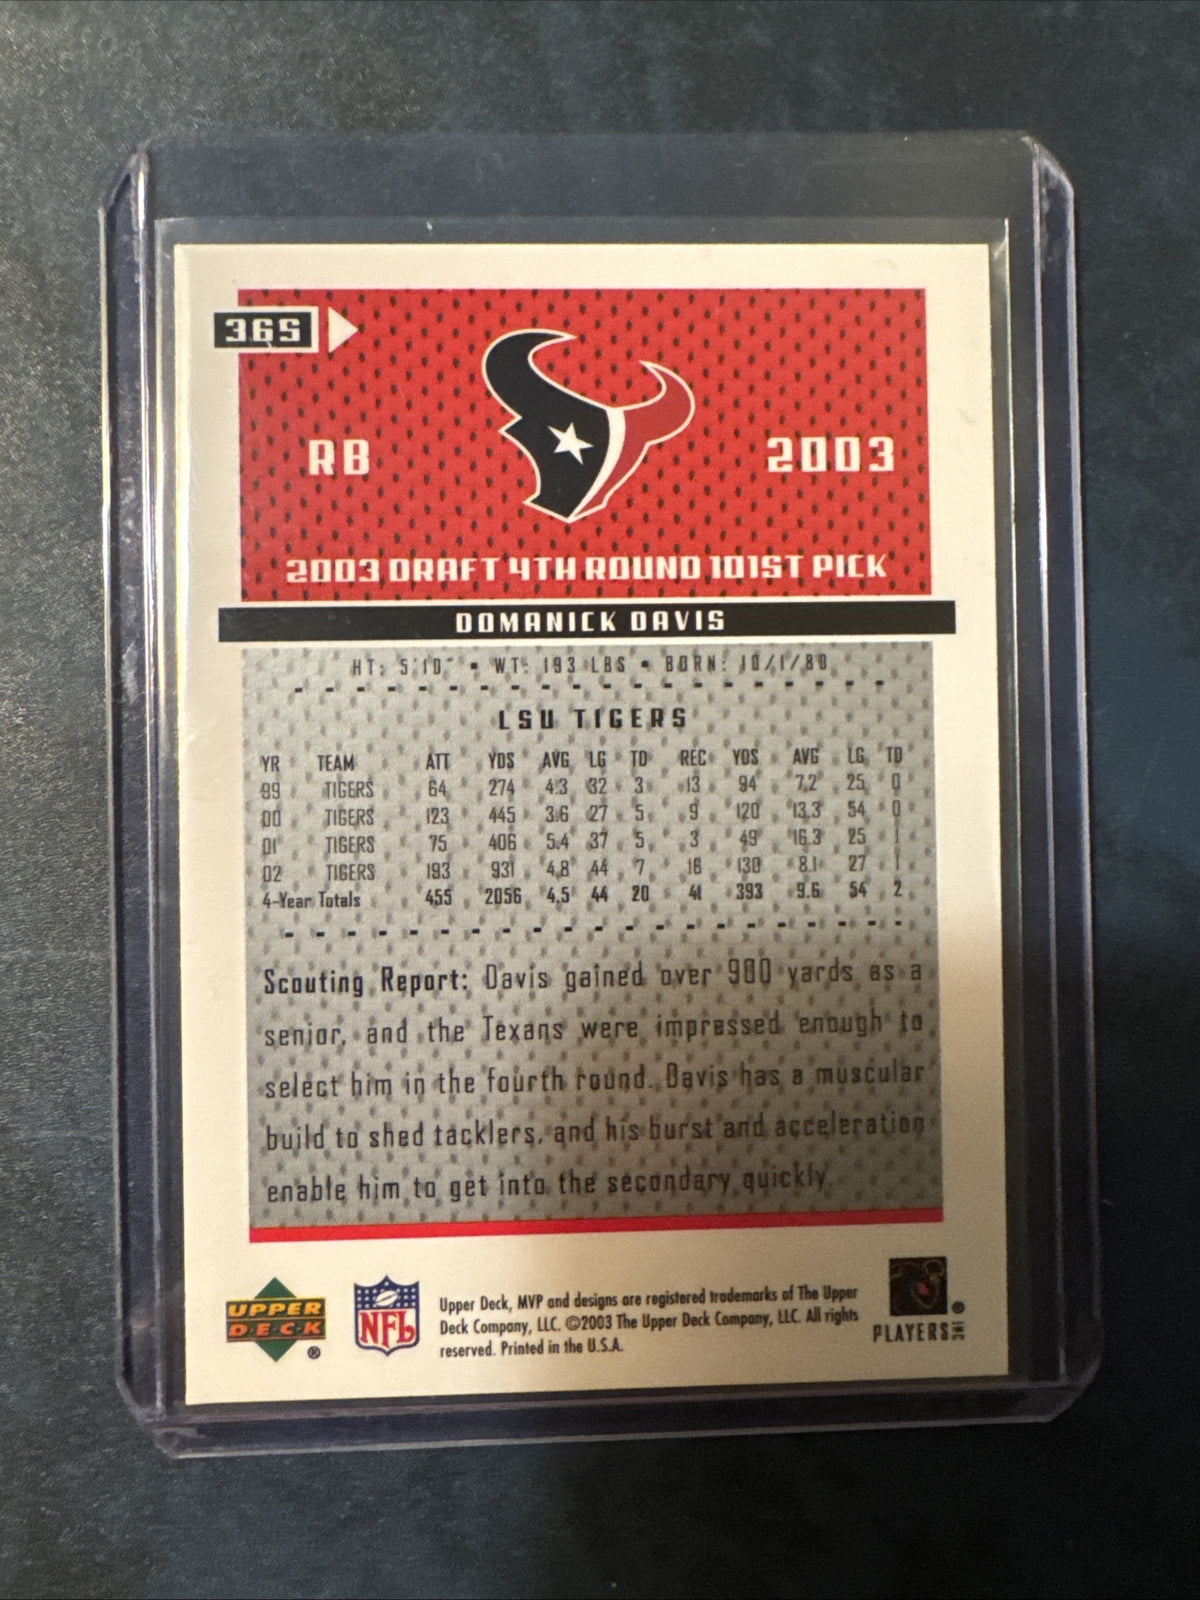 365
RB
2003
2003 DRAFT 4TH ROUND 101ST PICK
DOMANICK DAVIS
HT: 5'10" • WT: 193 LBS • BORN: 10/1/80
LSU TIGERS
YR TEAM ATT YDS AVG LG TD REC YDS AVG LG TD
99 TIGERS 64 274 4.3 32 3 13 94 7.2 25 0
00 TIGERS 123 445 3.6 27 5 9 120 13.3 54 0
01 TIGERS 75 406 5.4 37 5 3 49 16.3 25 1
02 TIGERS 193 931 4.8 44 7 16 130 8.1 27 1
4-Year Totals 455 2056 4.5 44 20 41 393 9.6 54 2
Scouting Report: Davis gained over 900 yards as a
senior, and the Texans were impressed enough to
select him in the fourth round. Davis has a muscular
build to shed tacklers, and his burst and acceleration
enable him to get into the secondary quickly.
UPPER
DECK
®
NFL
Upper Deck, MVP and designs are registered trademarks of The Upper
Deck Company, LLC. ©2003 The Upper Deck Company, LLC. All rights
reserved. Printed in the U.S.A.
PLAYERS INC ®